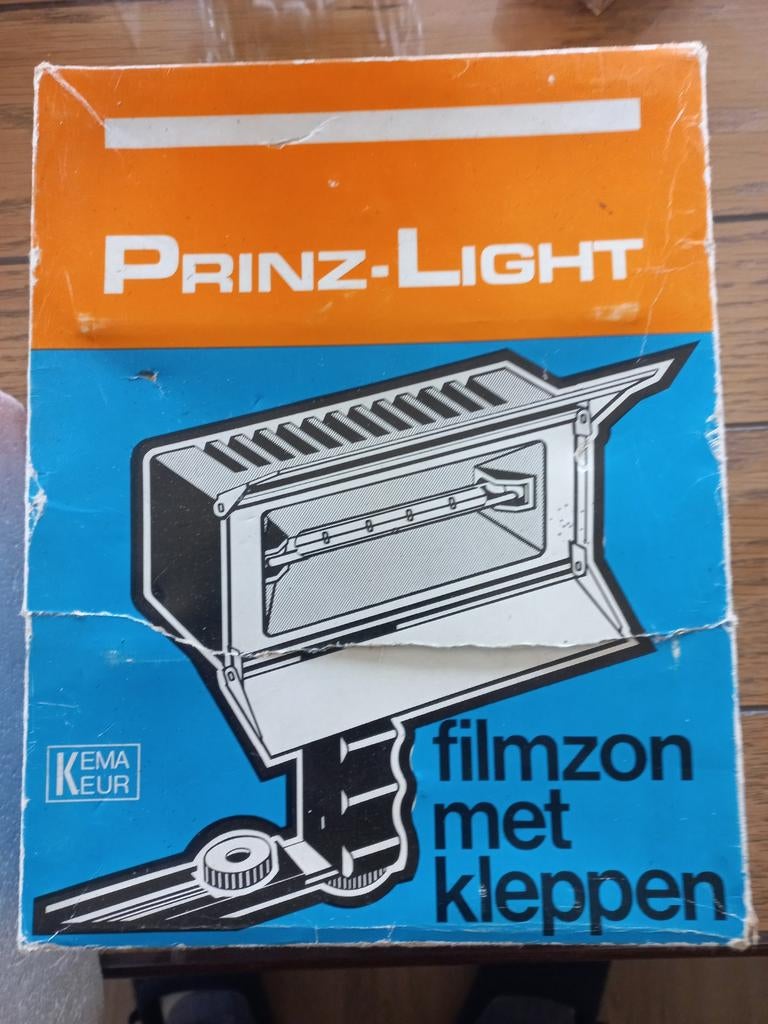 PRINZ-LIGHT
KEMA
KEUR
filmzon
met
kleppen